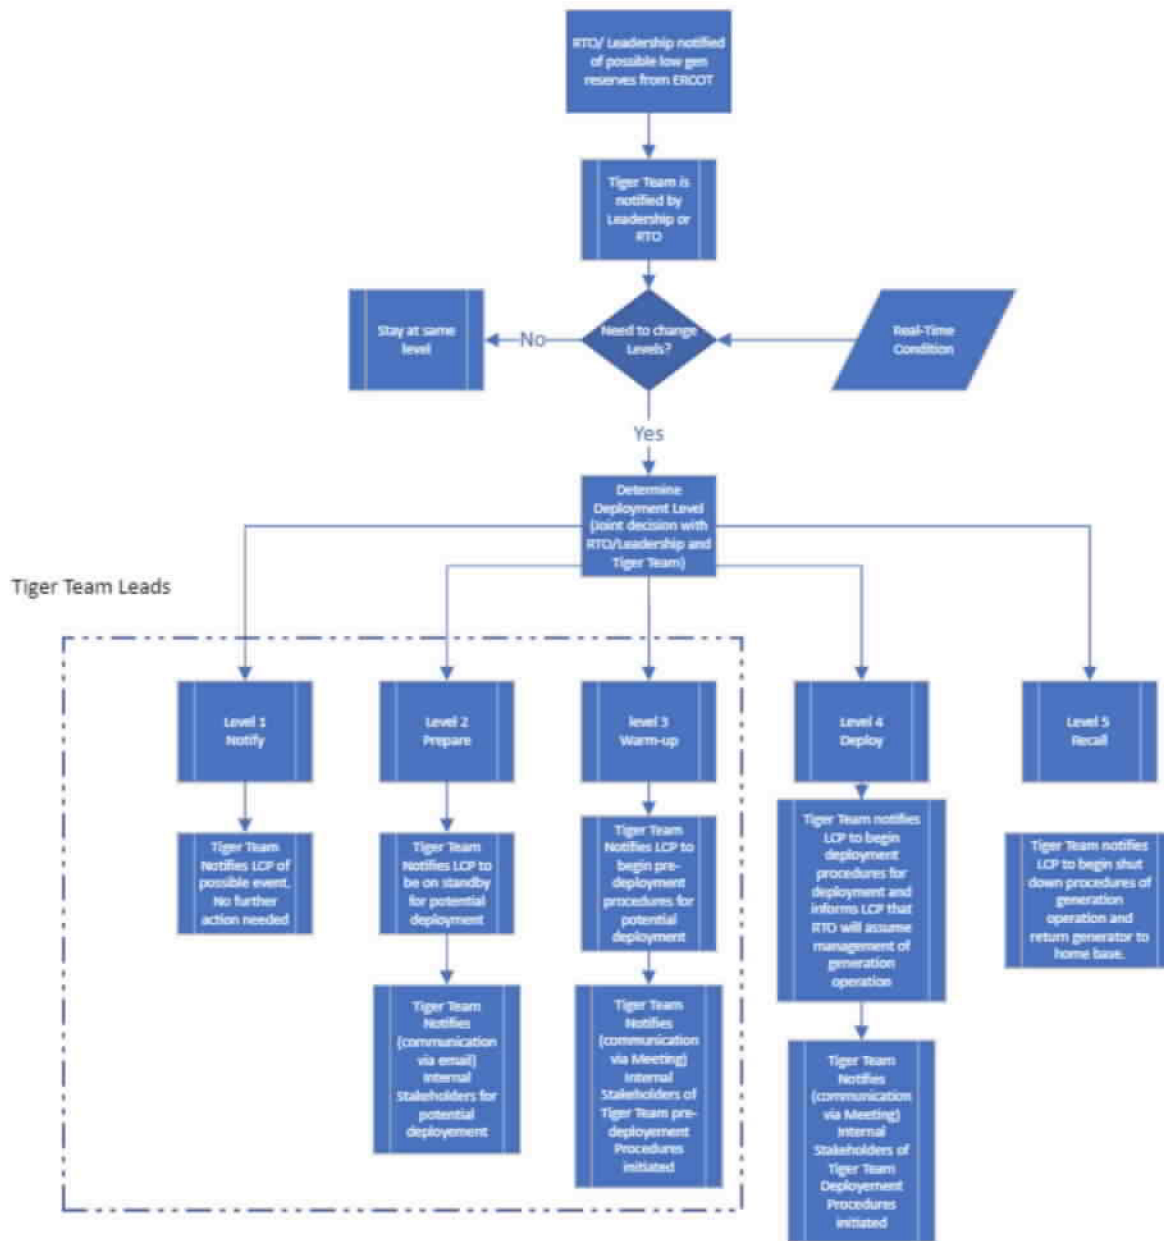 RTO/ Leadership notified
of possible low gen
reserves from ERCOT
Tiger Team is
notified by
Leadership or
RTO
Stay at same
level
No
Need to change
Levels?
Real-Time
Condition
Yes
Determine
Deployment Level
(Joint decision with
RTO/Leadership and
Tiger Team)
Tiger Team Leads
Level 1
Notify
Level 2
Prepare
level 3
Warm-up
Level 4
Deploy
Level 5
Recall
Tiger Team
Notifies LCP of
possible event.
No further
action needed
Tiger Team
Notifies LCP to
be on standby
for potential
deployment
Tiger Team
Notifies LCP to
begin pre-
deployment
procedures for
potential
deployment
Tiger Team notifies
LCP to begin
deployment
procedures for
deployment and
informs LCP that
RTO will assume
management of
generation
operation
Tiger Team notifies
LCP to begin shut
down procedures of
generation
operation and
return generator to
home base.
Tiger Team
Notifies
(communication
via email)
Internal
Stakeholders for
potential
deployement
Tiger Team
Notifies
(communication
via Meeting)
Internal
Stakeholders of
Tiger Team pre-
deployement
Procedures
initiated
Tiger Team
Notifies
(communication
via Meeting)
Internal
Stakeholders of
Tiger Team
Deployement
Procedures
initiated